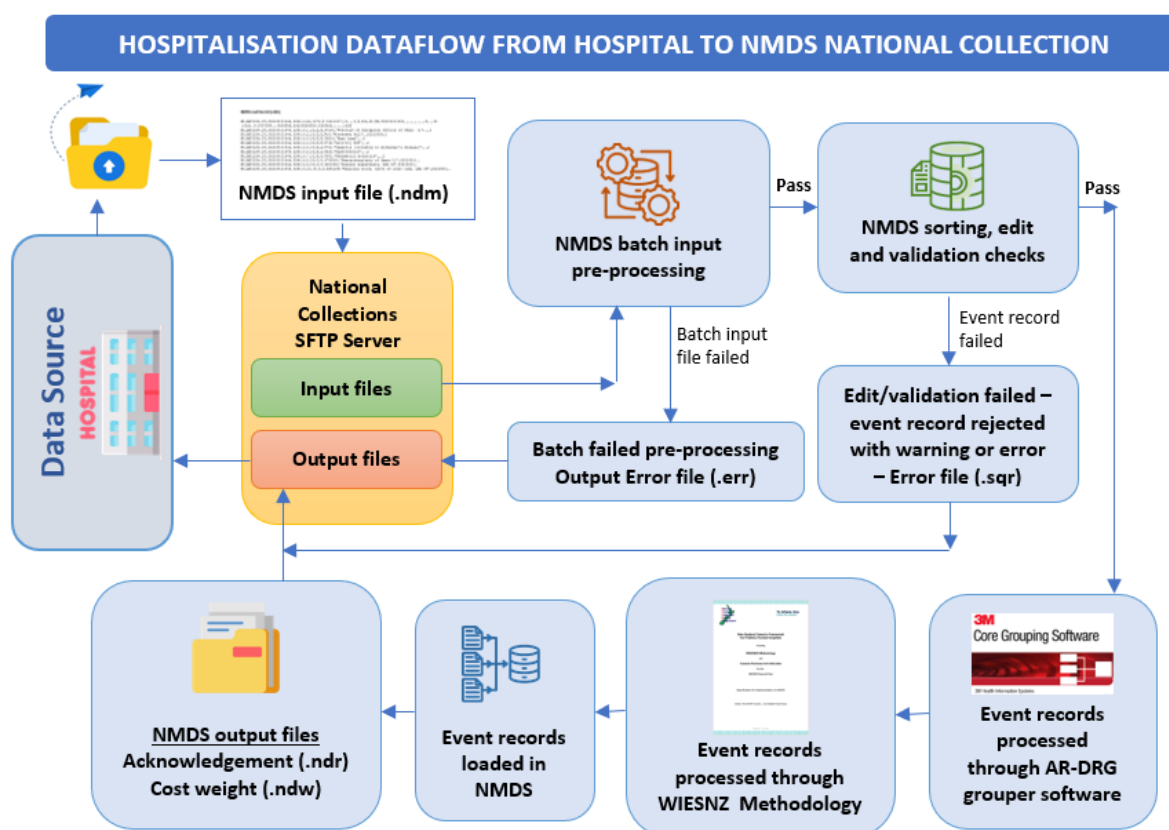 HOSPITALISATION DATAFLOW FROM HOSPITAL TO NMDS NATIONAL COLLECTION
NMDS input file (.ndm)
Data Source
HOSPITAL
National
Collections
SFTP Server
Input files
Output files
NMDS batch input
pre-processing
Pass
NMDS sorting, edit
and validation checks
Pass
Batch input
file failed
Event record
failed
Batch failed pre-processing
Output Error file (.err)
Edit/validation failed –
event record rejected
with warning or error
– Error file (.sqr)
3M
Core Grouping Software
3M Health Information Systems
Event records
processed
through AR-DRG
grouper software
Event records
processed through
WIESNZ Methodology
Event records
loaded in
NMDS
NMDS output files
Acknowledgement (.ndr)
Cost weight (.ndw)